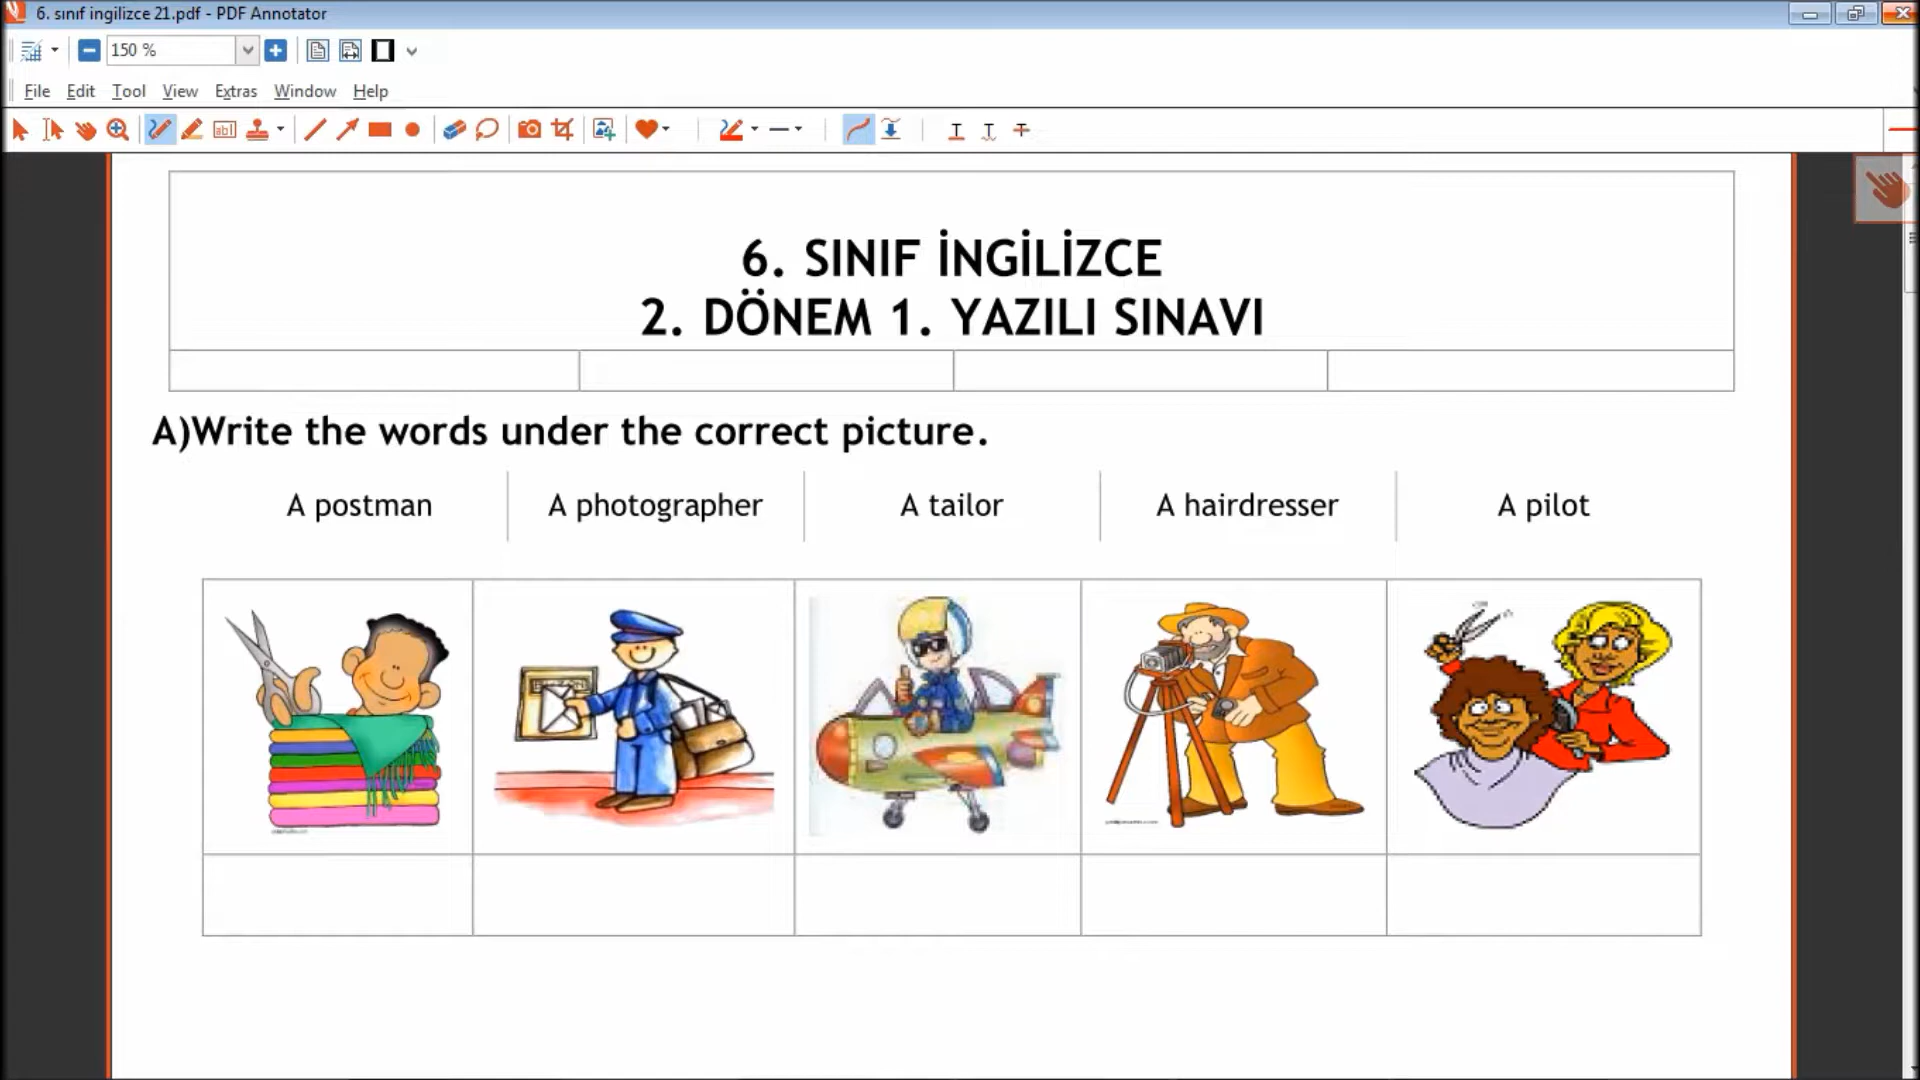 6. sınıf ingilizce 21.pdf - PDF Annotator
150 %
File Edit Tool View Extras Window Help
6. SINIF İNGİLİZCE
2. DÖNEM 1. YAZILI SINAVI
A)Write the words under the correct picture.
A postman A photographer A tailor A hairdresser A pilot